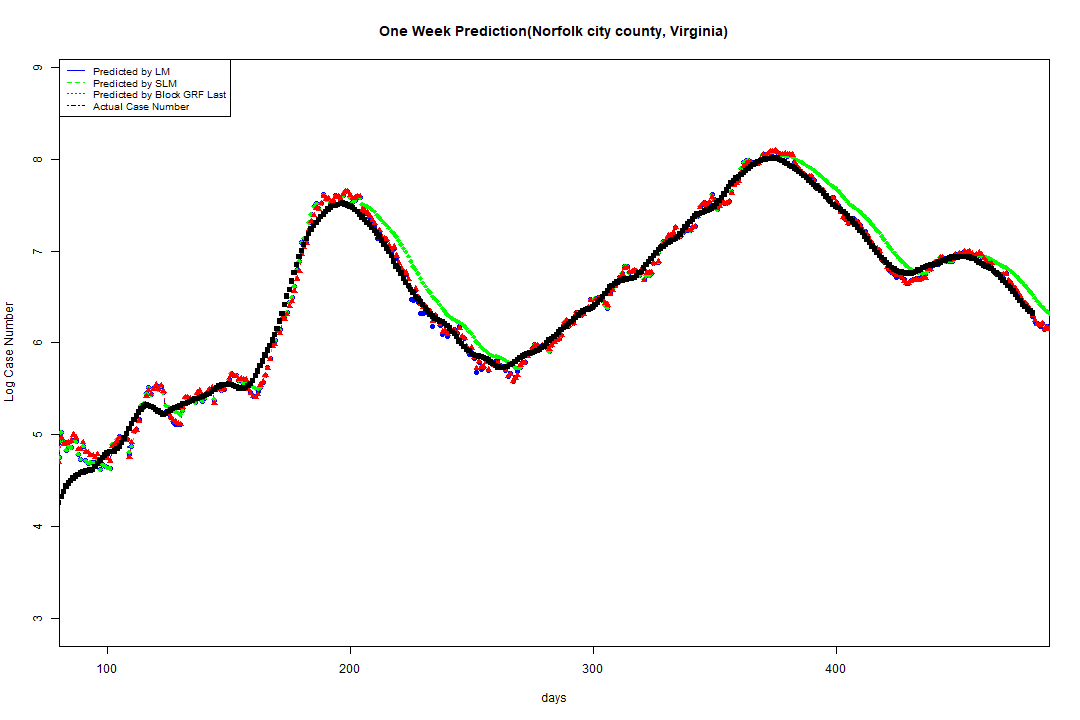 One Week Prediction(Norfolk city county, Virginia)
Predicted by LM
Predicted by SLM
Predicted by Block GRF Last
Actual Case Number
9
8
7
6
5
4
3
Log Case Number
100 200 300 400
days